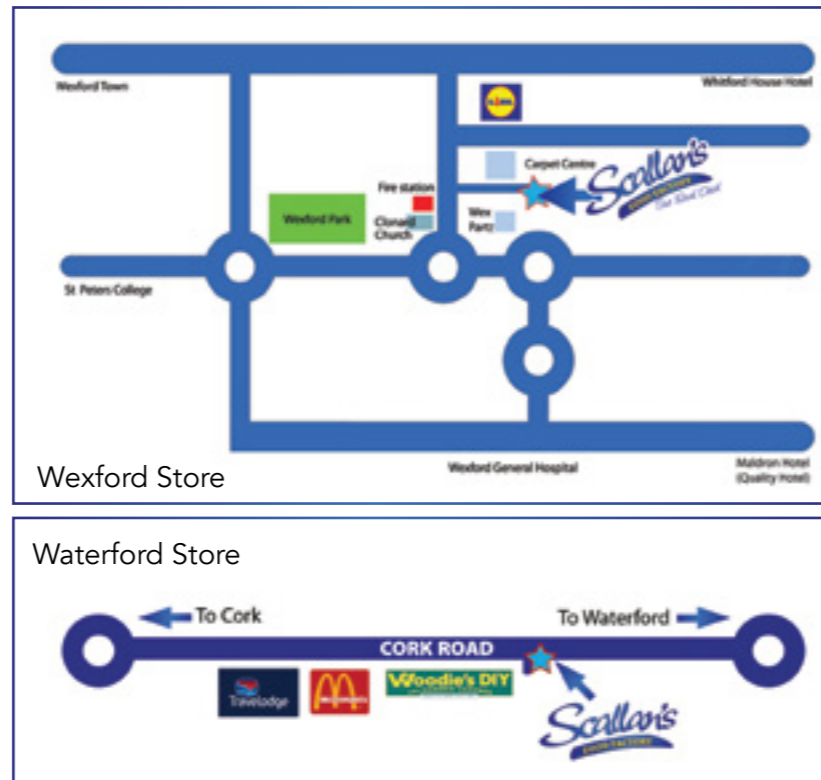 Wexford Town
Whitford House Hotel
LIDL
Carpet Centre
Scallan's
Fire station
Wexford Park
Clonard
Church
Wex
Partz
St Peters College
Wexford General Hospital
Maldron Hotel
(Quality Hotel)
Wexford Store
Waterford Store
To Cork
To Waterford
CORK ROAD
Travelodge
McDonald's
Woodie's DIY
Scallan's